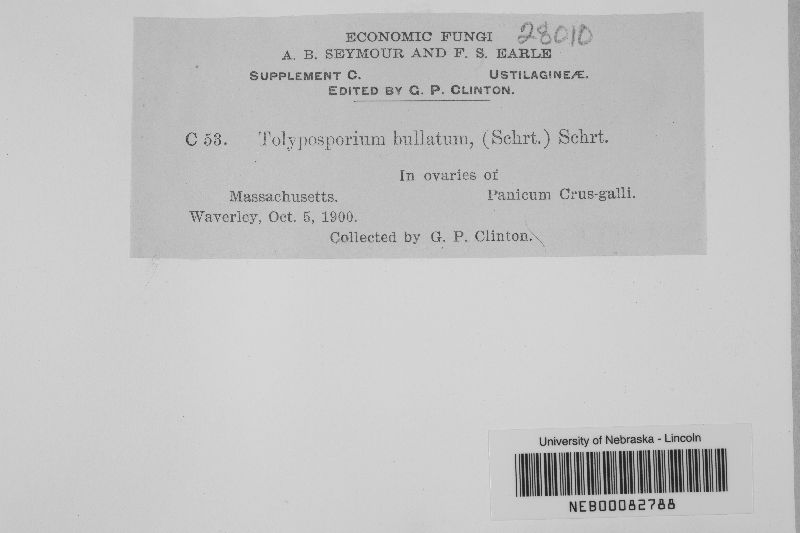 ECONOMIC FUNGI 28010
A. B. SEYMOUR AND F. S. EARLE
SUPPLEMENT C. USTILAGINEÆ.
EDITED BY G. P. CLINTON.
C 53. Tolyposporium bullatum, (Schrt.) Schrt.
In ovaries of
Massachusetts. Panicum Crus-galli.
Waverley, Oct. 5, 1900.
Collected by G. P. Clinton.
University of Nebraska - Lincoln
NEB00082788